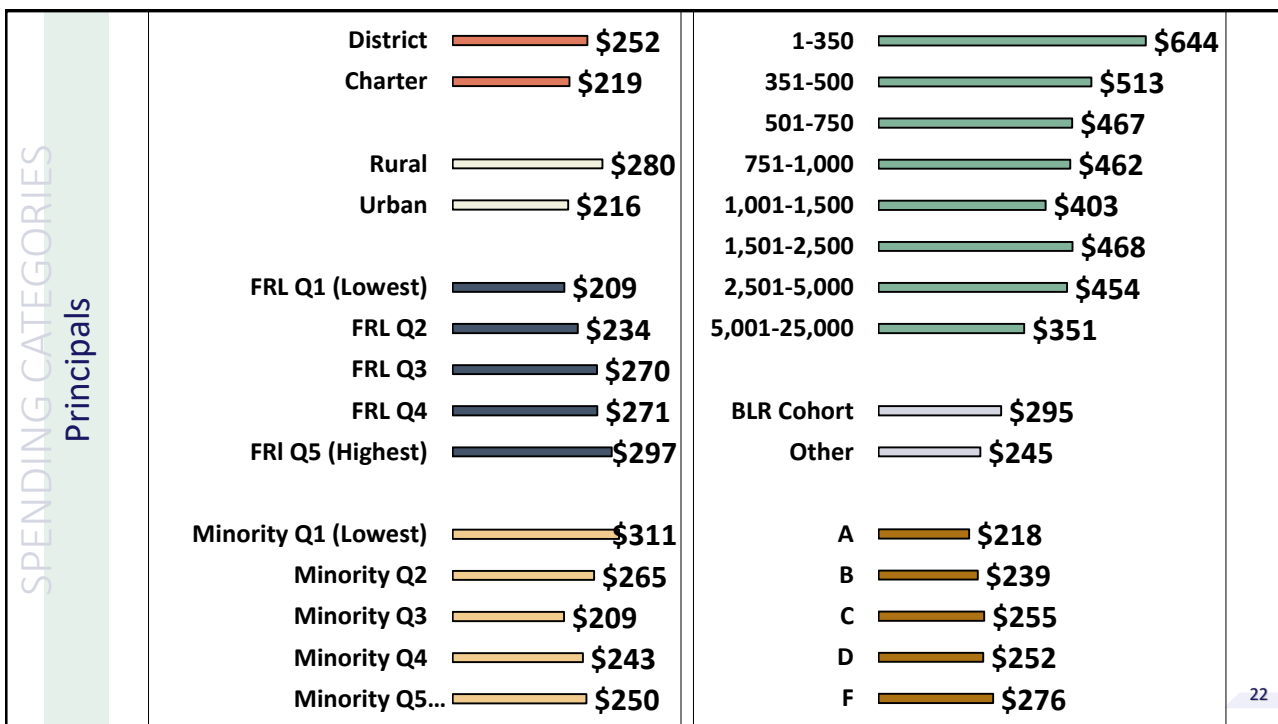 SPENDING CATEGORIES
Principals
District $252
Charter $219
Rural $280
Urban $216
FRL Q1 (Lowest) $209
FRL Q2 $234
FRL Q3 $270
FRL Q4 $271
FRl Q5 (Highest) $297
Minority Q1 (Lowest) $311
Minority Q2 $265
Minority Q3 $209
Minority Q4 $243
Minority Q5… $250
1-350 $644
351-500 $513
501-750 $467
751-1,000 $462
1,001-1,500 $403
1,501-2,500 $468
2,501-5,000 $454
5,001-25,000 $351
BLR Cohort $295
Other $245
A $218
B $239
C $255
D $252
F $276
22